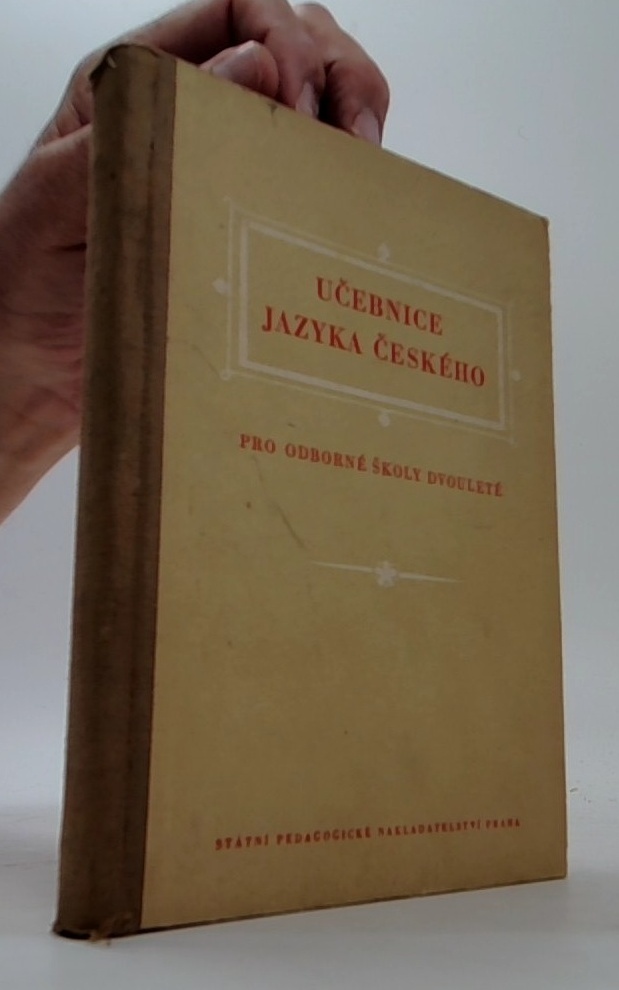 UČEBNICE
JAZYKA ČESKÉHO
PRO ODBORNÉ ŠKOLY DVOULETÉ
STÁTNÍ PEDAGOGICKÉ NAKLADATELSTVÍ PRAHA